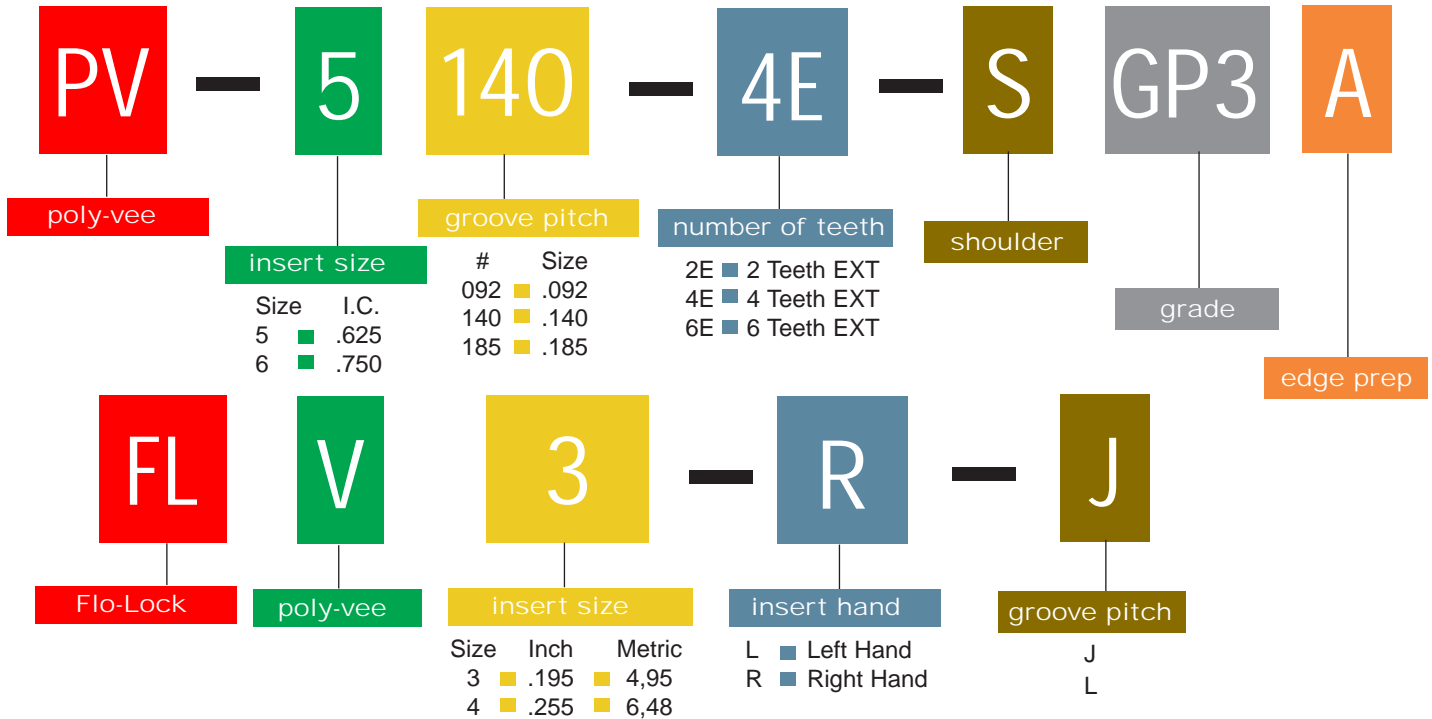 PV - 5 140 - 4E - S GP3 A
poly-vee
insert size
Size I.C.
5 .625
6 .750
groove pitch
# Size
092 .092
140 .140
185 .185
number of teeth
2E 2 Teeth EXT
4E 4 Teeth EXT
6E 6 Teeth EXT
shoulder
grade
edge prep
FL V 3 - R - J
Flo-Lock
poly-vee
insert size
Size Inch Metric
3 .195 4,95
4 .255 6,48
insert hand
L Left Hand
R Right Hand
groove pitch
J
L